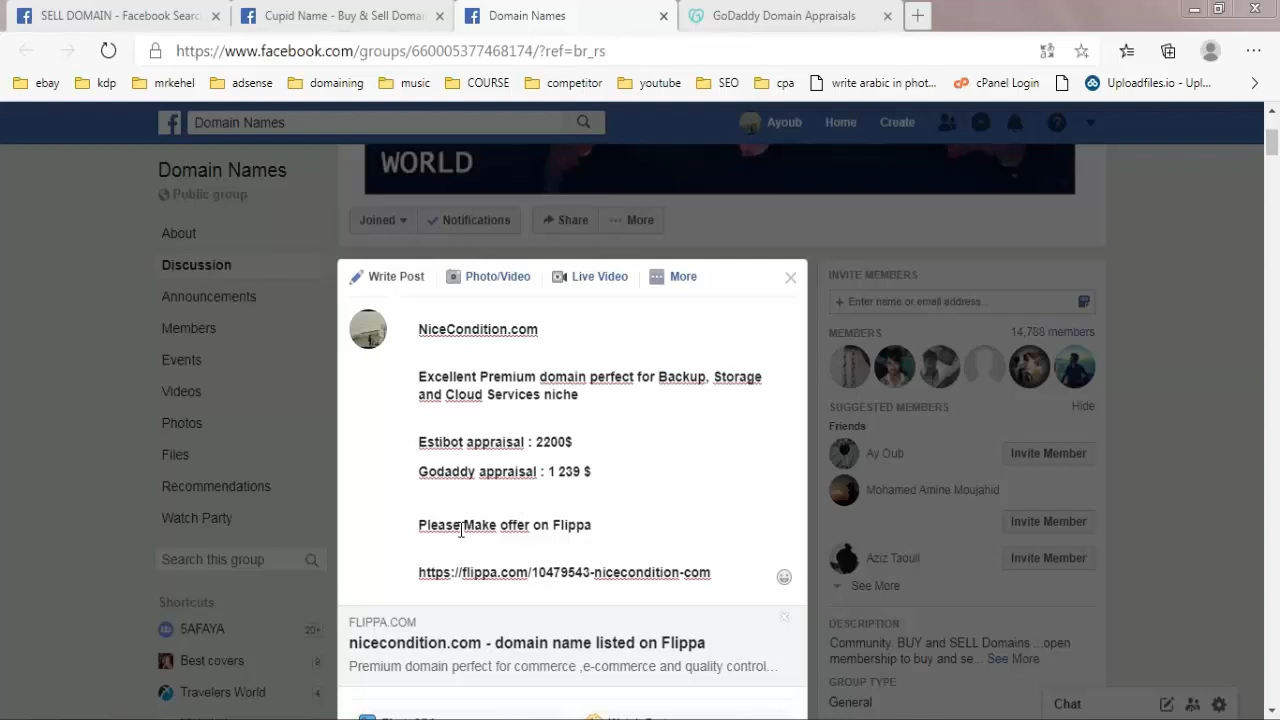 SELL DOMAIN - Facebook Searc
Cupid Name - Buy & Sell Domai
Domain Names
GoDaddy Domain Appraisals
https://www.facebook.com/groups/660005377468174/?ref=br_rs
ebay
kdp
mrkehel
adsense
domaining
music
COURSE
competitor
youtube
SEO
cpa
write arabic in phot...
cPanel Login
Uploadfiles.io - Upl...
Domain Names
Ayoub
Home
Create
WORLD
Domain Names
Public group
About
Discussion
Announcements
Members
Events
Videos
Photos
Files
Recommendations
Watch Party
Search this group
Shortcuts
5AFAYA
20+
Best covers
9
Travelers World
4
Joined
Notifications
Share
More
Write Post
Photo/Video
Live Video
More
NiceCondition.com
Excellent Premium domain perfect for Backup, Storage
and Cloud Services niche
Estibot appraisal : 2200$
Godaddy appraisal : 1 239 $
Please Make offer on Flippa
https://flippa.com/10479543-nicecondition-com
FLIPPA.COM
nicecondition.com - domain name listed on Flippa
Premium domain perfect for commerce ,e-commerce and quality control...
INVITE MEMBERS
+ Enter name or email address...
MEMBERS
14,788 members
SUGGESTED MEMBERS
Hide
Friends
Ay Oub
Invite Member
Mohamed Amine Moujahid
Invite Member
Aziz Taouil
Invite Member
See More
DESCRIPTION
Community. BUY and SELL Domains ...open
membership to buy and se... See More
GROUP TYPE
General
Chat